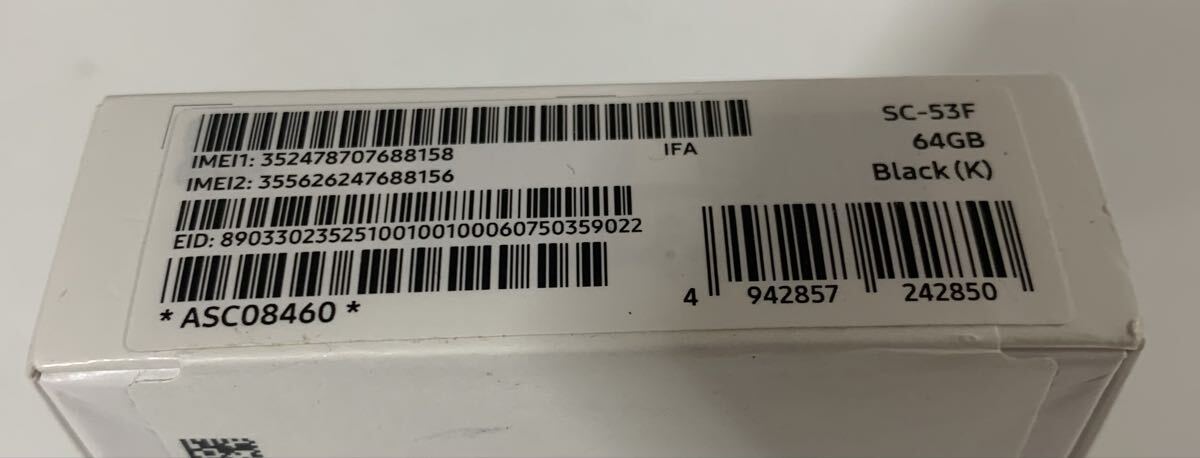 IMEI1: 352478707688158
IFA
IMEI2: 355626247688156
EID: 89033023525100100100060750359022
* ASC08460 *
SC-53F
64GB
Black (K)
4 942857 242850